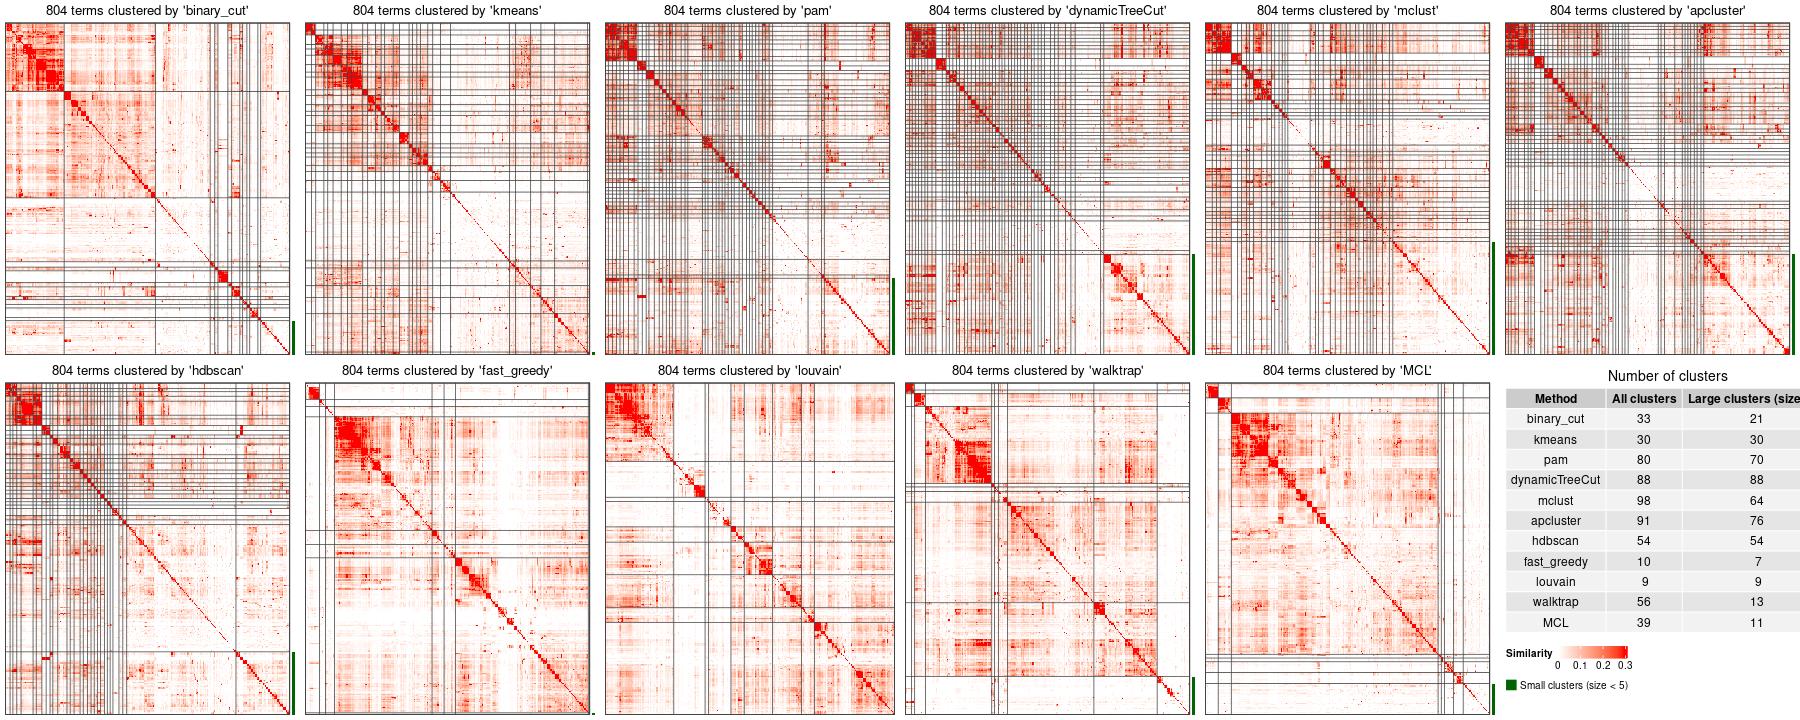 804 terms clustered by 'binary_cut'
804 terms clustered by 'kmeans'
804 terms clustered by 'pam'
804 terms clustered by 'dynamicTreeCut'
804 terms clustered by 'mclust'
804 terms clustered by 'apcluster'
804 terms clustered by 'hdbscan'
804 terms clustered by 'fast_greedy'
804 terms clustered by 'louvain'
804 terms clustered by 'walktrap'
804 terms clustered by 'MCL'
Number of clusters
Method All clusters Large clusters (size
binary_cut 33 21
kmeans 30 30
pam 80 70
dynamicTreeCut 88 88
mclust 98 64
apcluster 91 76
hdbscan 54 54
fast_greedy 10 7
louvain 9 9
walktrap 56 13
MCL 39 11
Similarity
0 0.1 0.2 0.3
Small clusters (size < 5)